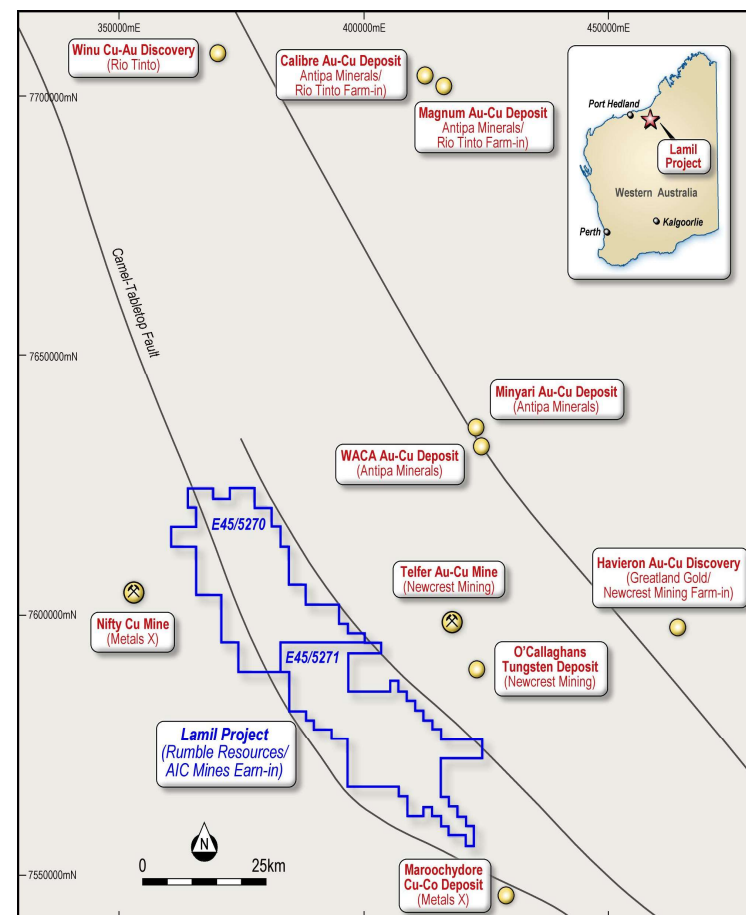 350000mE
400000mE
450000mE
Winu Cu-Au Discovery
(Rio Tinto)
Calibre Au-Cu Deposit
Antipa Minerals/
Rio Tinto Farm-in)
7700000mN
Magnum Au-Cu Deposit
Antipa Minerals/
Rio Tinto Farm-in)
Port Hedland
Lamil
Project
Western Australia
Kalgoorlie
Perth
Camel-Tabletop Fault
7650000mN
Minyari Au-Cu Deposit
(Antipa Minerals)
WACA Au-Cu Deposit
(Antipa Minerals)
E45/5270
Telfer Au-Cu Mine
(Newcrest Mining)
Havieron Au-Cu Discovery
(Greatland Gold/
Newcrest Mining Farm-in)
7600000mN
Nifty Cu Mine
(Metals X)
E45/5271
O'Callaghans
Tungsten Deposit
(Newcrest Mining)
Lamil Project
(Rumble Resources/
AIC Mines Earn-in)
N
0
25km
7550000mN
Maroochydore
Cu-Co Deposit
(Metals X)